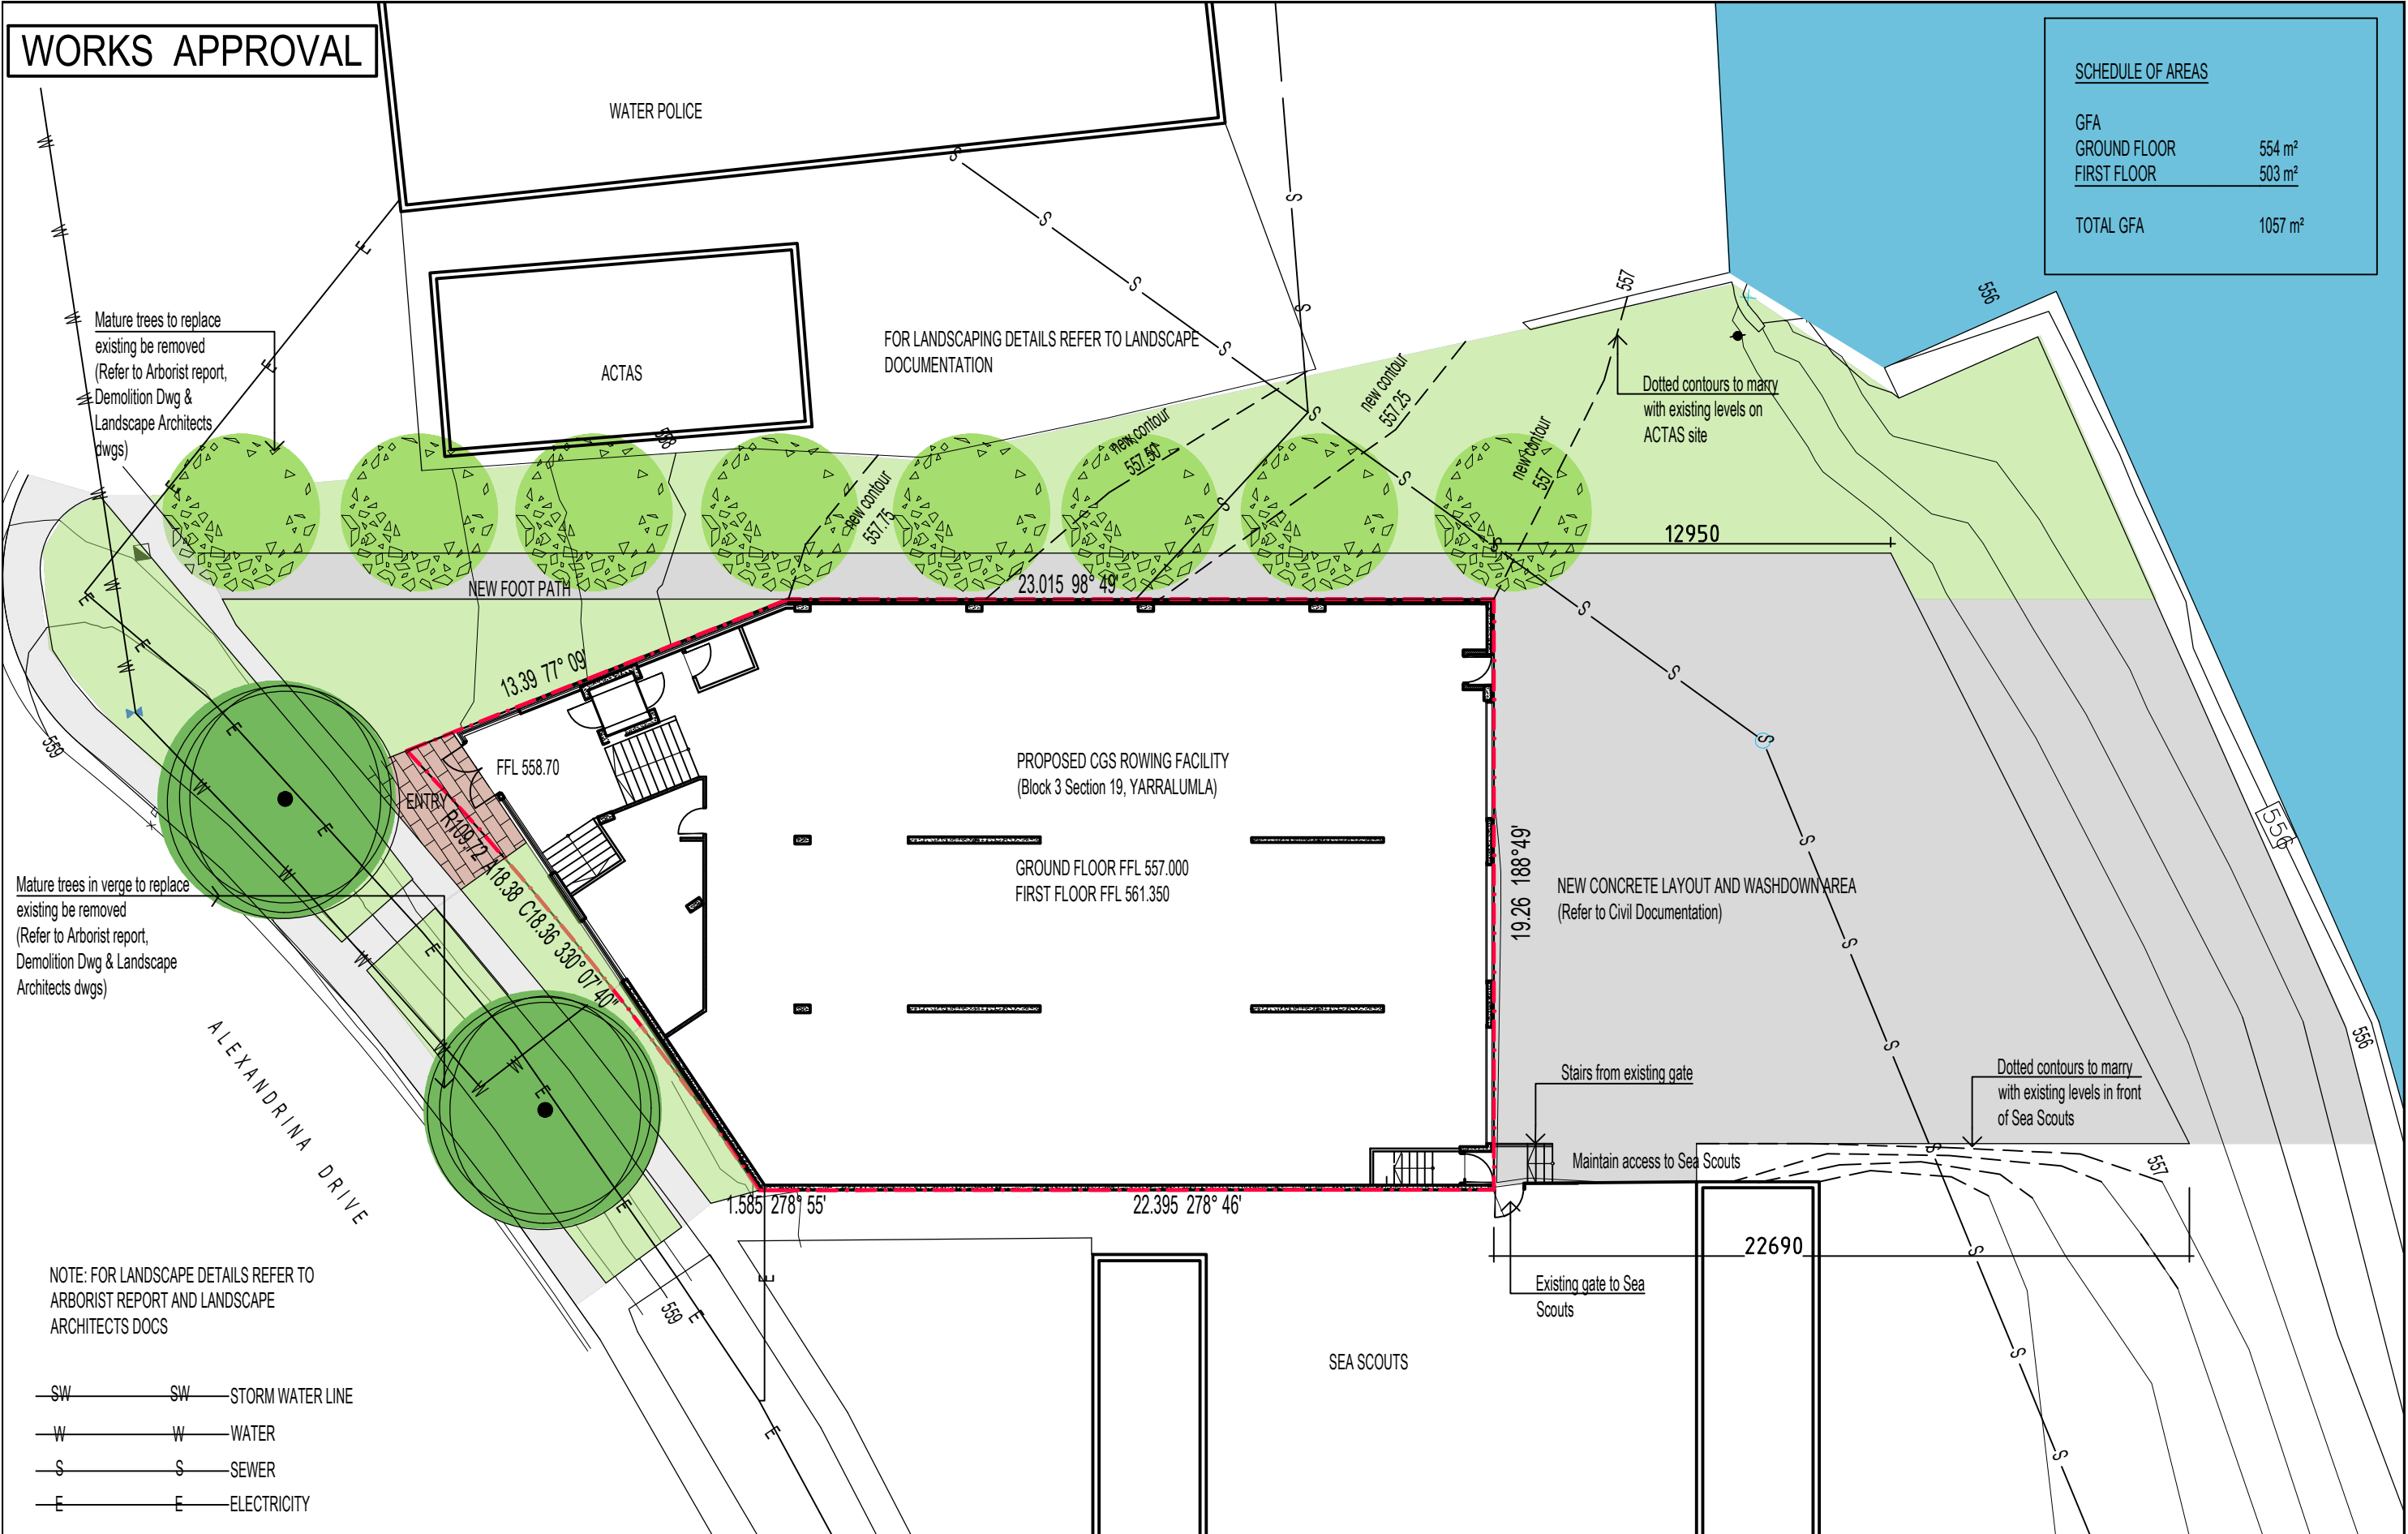 WORKS APPROVAL
SCHEDULE OF AREAS
GFA
GROUND FLOOR 554 m²
FIRST FLOOR 503 m²
TOTAL GFA 1057 m²
WATER POLICE
ACTAS
FOR LANDSCAPING DETAILS REFER TO LANDSCAPE
DOCUMENTATION
Mature trees to replace
existing be removed
(Refer to Arborist report,
Demolition Dwg &
Landscape Architects
dwgs)
558
new contour
557.75
new contour
557.50
new contour
557.25
new contour
557
557
556
Dotted contours to marry
with existing levels on
ACTAS site
12950
NEW FOOT PATH
23.015 98° 49'
13.39 77° 09'
559
FFL 558.70
ENTRY
R109.72 A18.38 C18.36 330° 07' 40"
PROPOSED CGS ROWING FACILITY
(Block 3 Section 19, YARRALUMLA)
GROUND FLOOR FFL 557.000
FIRST FLOOR FFL 561.350
19.26 188°49'
NEW CONCRETE LAYOUT AND WASHDOWN AREA
(Refer to Civil Documentation)
556
556
Mature trees in verge to replace
existing be removed
(Refer to Arborist report,
Demolition Dwg & Landscape
Architects dwgs)
ALEXANDRINA DRIVE
Stairs from existing gate
Maintain access to Sea Scouts
Dotted contours to marry
with existing levels in front
of Sea Scouts
557
1.585 278° 55'
22.395 278° 46'
22690
Existing gate to Sea
Scouts
559
SEA SCOUTS
NOTE: FOR LANDSCAPE DETAILS REFER TO
ARBORIST REPORT AND LANDSCAPE
ARCHITECTS DOCS
SW SW STORM WATER LINE
W W WATER
S S SEWER
E E ELECTRICITY